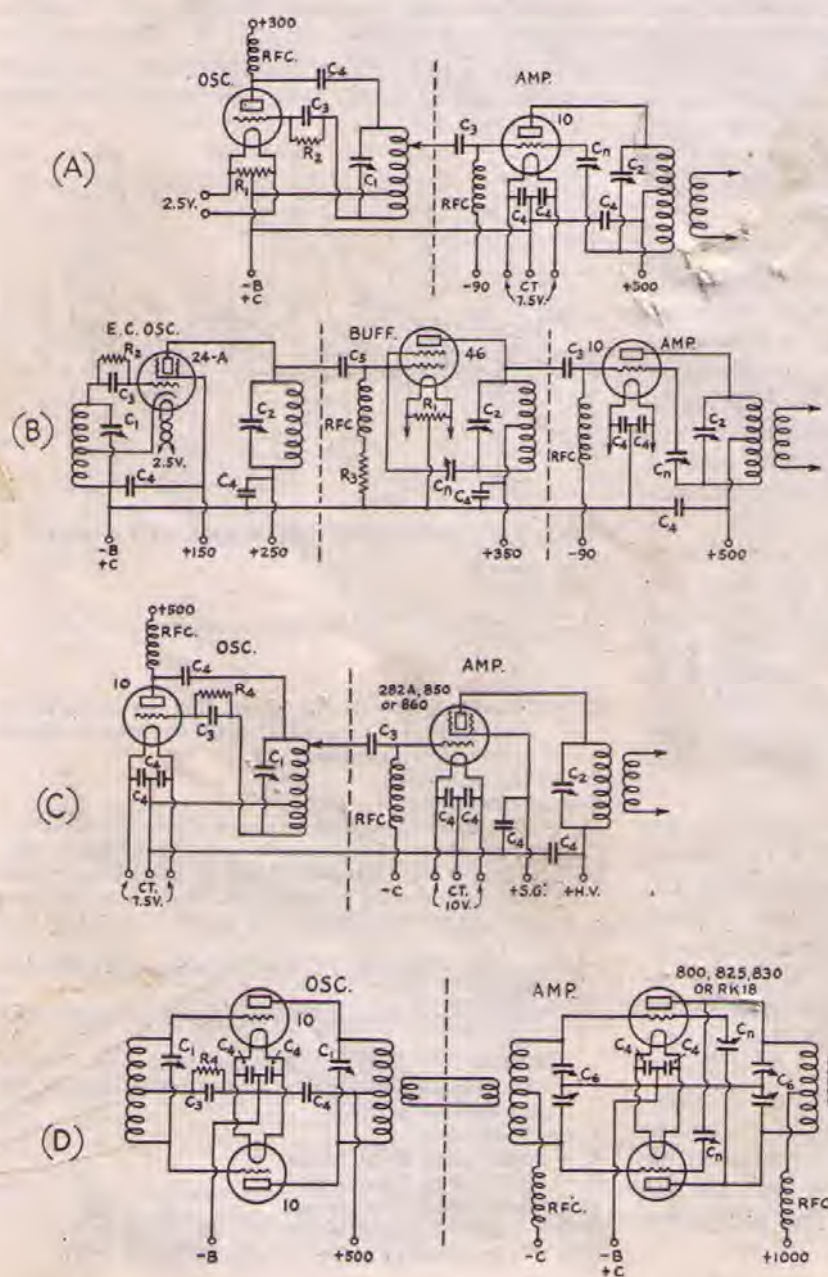 +300
RFC.
OSC.
C4
AMP.
C3
R2
C3
10
Cn
C2
(A)
R1
C1
RFC
C4 C4
C4
2.5V.
-B
+C
-90
CT
7.5V.
+500
E.C. OSC.
BUFF.
R2
24-A
C5
46
C3
10
AMP.
C3
C1
C2
RFC
R1
C2
C2
(B)
2.5V.
C4
C4
R3
Cn
C4
RFC
C4 C4
Cn
C4
-B
+C
+150
+250
+350
-90
+500
+500
RFC.
OSC.
AMP.
C4
10
R4
282A, 850
or 860
C3
C3
C1
C2
(C)
C4
C4
RFC
C4 C4
C4
C4
CT.
7.5V.
-C
CT.
10V.
+S.G.
+H.V.
OSC.
AMP.
800, 825, 830
OR RK18
10
C1
R4
C4
C4
C1
C4
C4
Cn
C6
C6
C3
C4
(D)
Cn
10
RFC.
RFC
-B
+500
-C
-B
+C
+1000